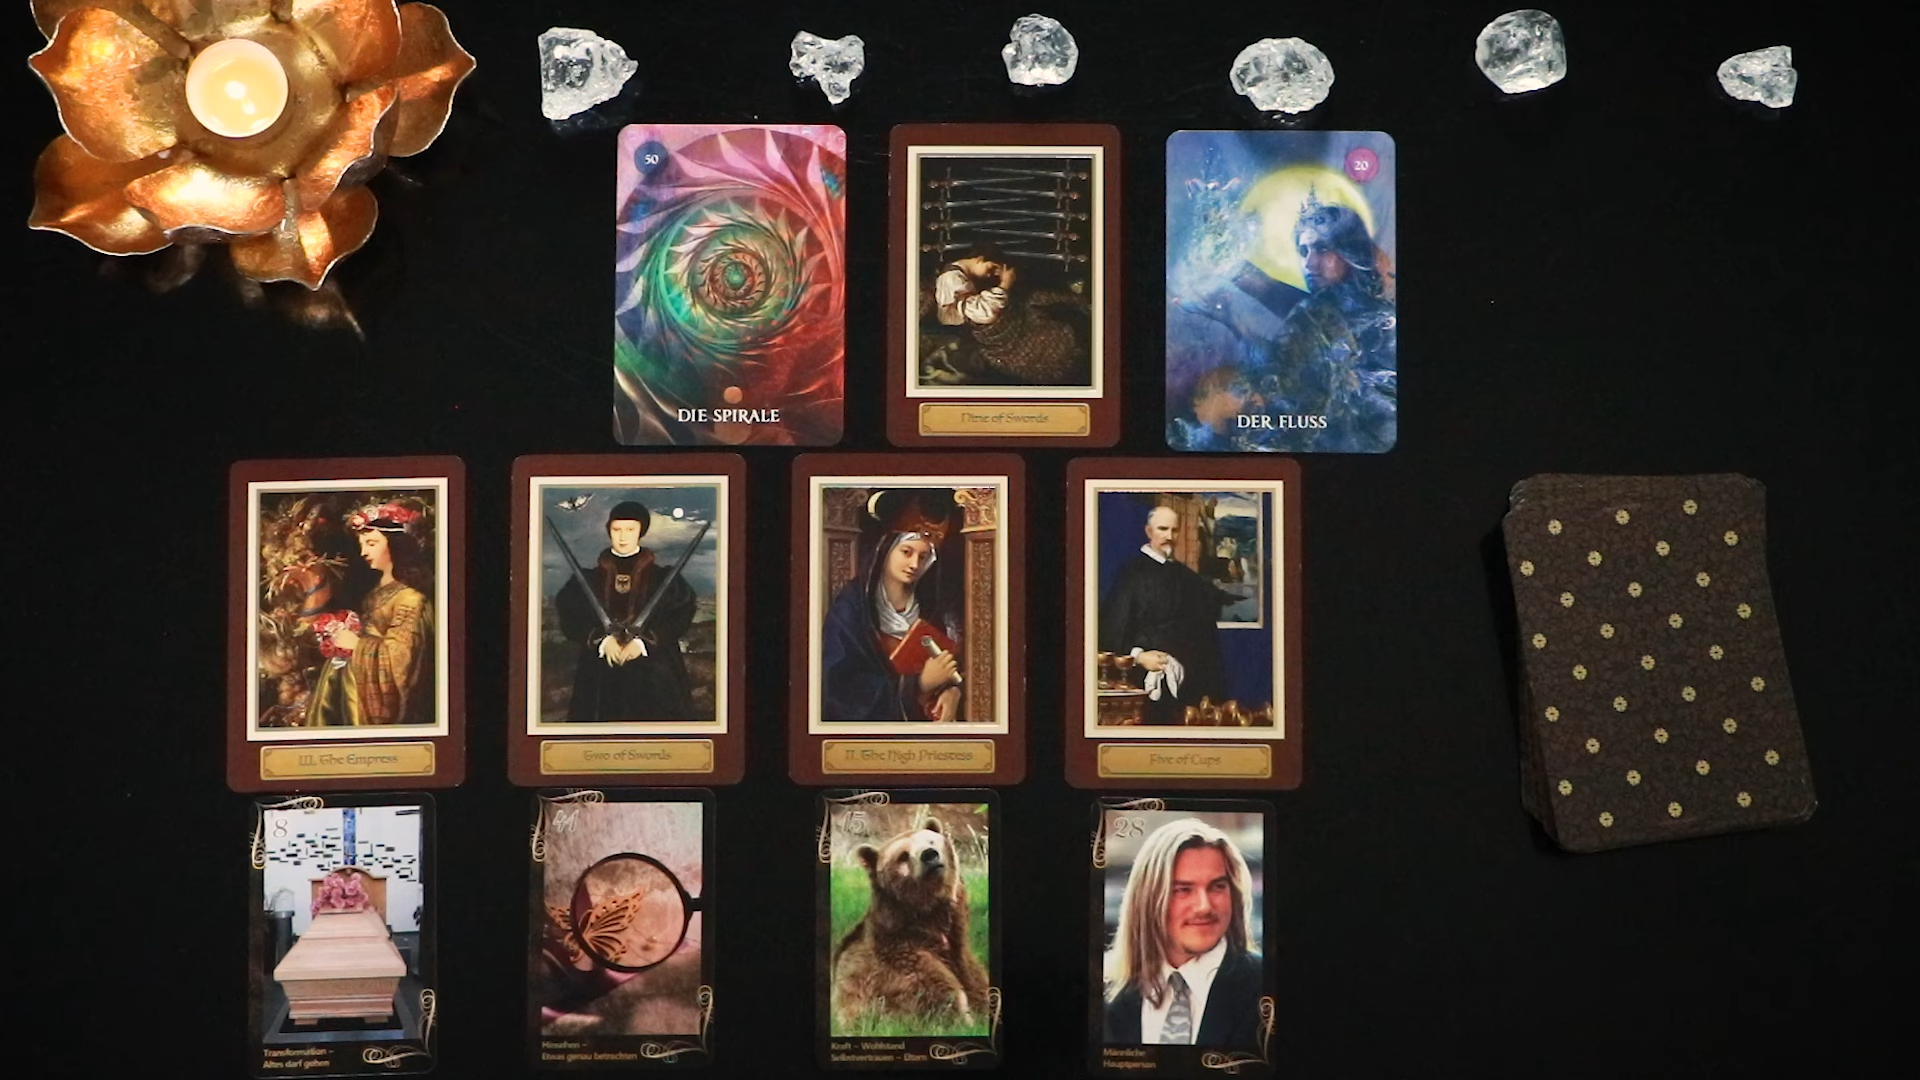 50
DIE SPIRALE
Nine of Swords
20
DER FLUSS
III. The Empress
Two of Swords
II. The High Priestess
Five of Cups
8
Transformation –
Altes darf gehen
41
Hinsehen –
Etwas genau betrachten
15
Kraft – Wohlstand
Selbstvertrauen – Eltern
28
Männliche
Hauptperson